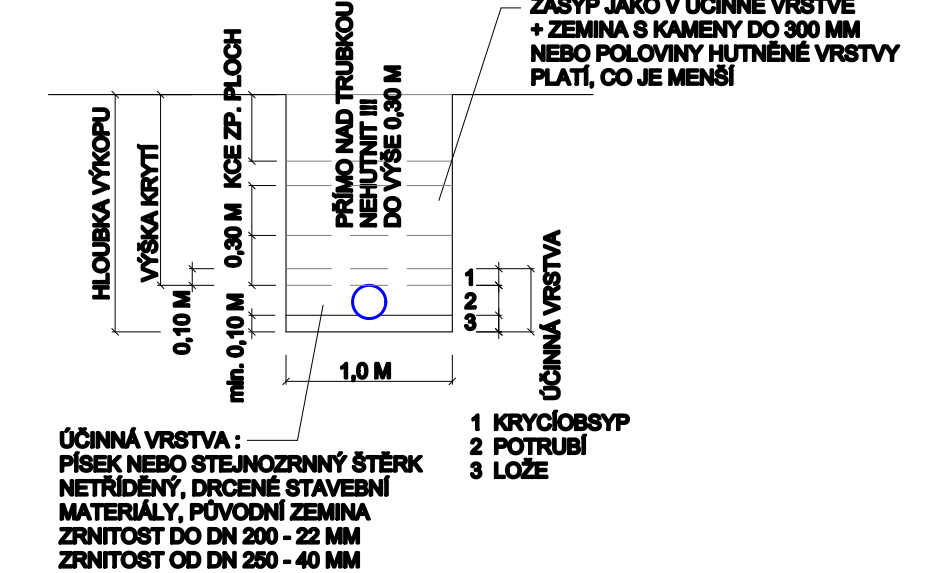 ZÁSYP JAKO V ÚČINNÉ VRSTVĚ
+ ZEMINA S KAMENY DO 300 MM
NEBO POLOVINY HUTNĚNÉ VRSTVY
PLATÍ, CO JE MENŠÍ
HLOUBKA VÝKOPU
VÝŠKA KRYTÍ
0,10 M
KCE ZP. PLOCH
0,30 M
min. 0,10 M
PŘÍMO NAD TRUBKOU
NEHUTNIT !!!
DO VÝŠE 0,30 M
1
2
3
ÚČINNÁ VRSTVA
1,0 M
1 KRYCÍOBSYP
2 POTRUBÍ
3 LOŽE
ÚČINNÁ VRSTVA :
PÍSEK NEBO STEJNOZRNNÝ ŠTĚRK
NETŘÍDĚNÝ, DRCENÉ STAVEBNÍ
MATERIÁLY, PŮVODNÍ ZEMINA
ZRNITOST DO DN 200 - 22 MM
ZRNITOST OD DN 250 - 40 MM